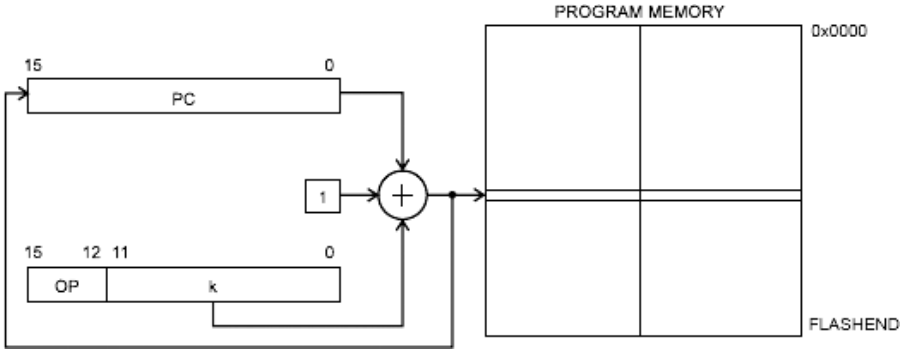 PROGRAM MEMORY
0x0000
15 0
PC
1
+
15 12 11 0
OP k
FLASHEND